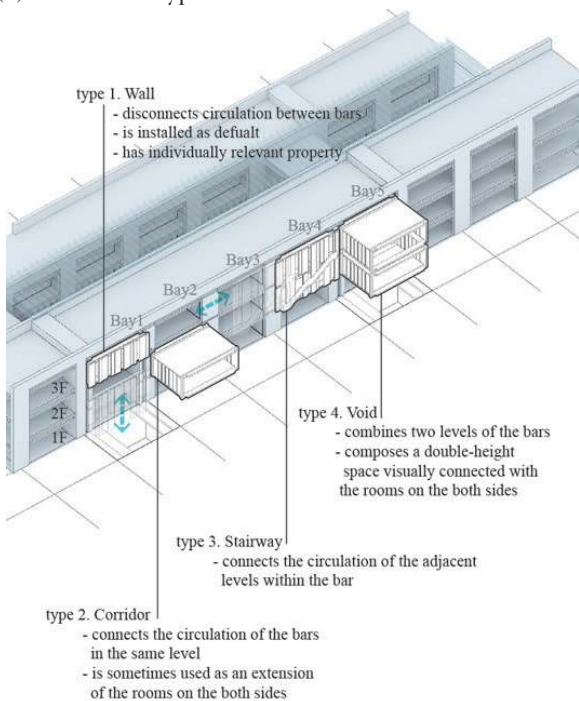 type 1. Wall
- disconnects circulation between bars
- is installed as defualt
- has individually relevant property
Bay5
Bay4
Bay3
Bay2
Bay1
3F
2F
1F
type 4. Void
- combines two levels of the bars
- composes a double-height
space visually connected with
the rooms on the both sides
type 3. Stairway
- connects the circulation of the adjacent
levels within the bar
type 2. Corridor
- connects the circulation of the bars
in the same level
- is sometimes used as an extension
of the rooms on the both sides